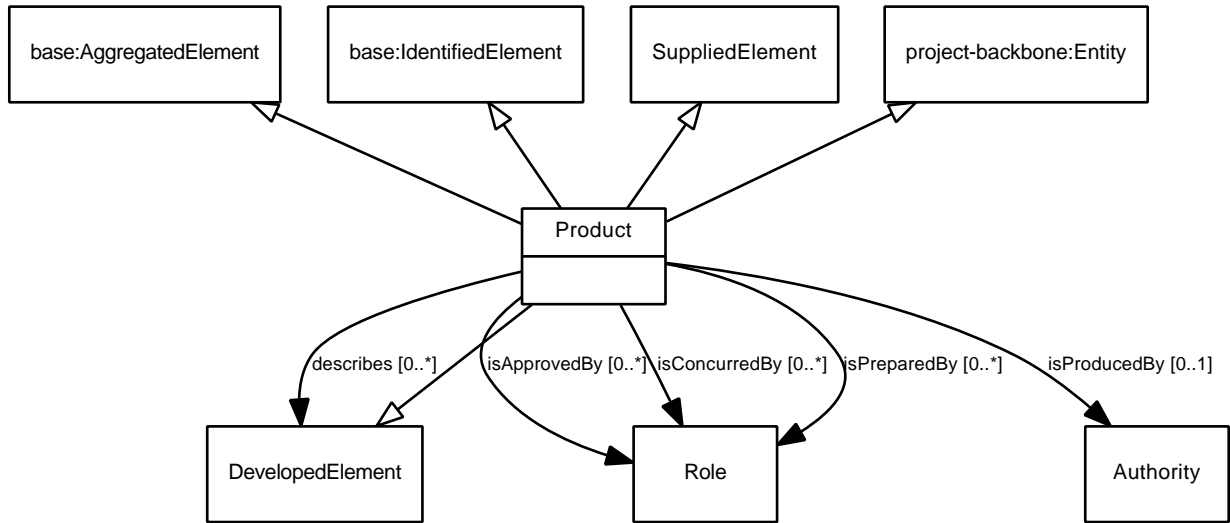 base:AggregatedElement
base:IdentifiedElement
SuppliedElement
project-backbone:Entity
Product
describes [0..*]
isApprovedBy [0..*]
isConcurredBy [0..*]
isPreparedBy [0..*]
isProducedBy [0..1]
DevelopedElement
Role
Authority